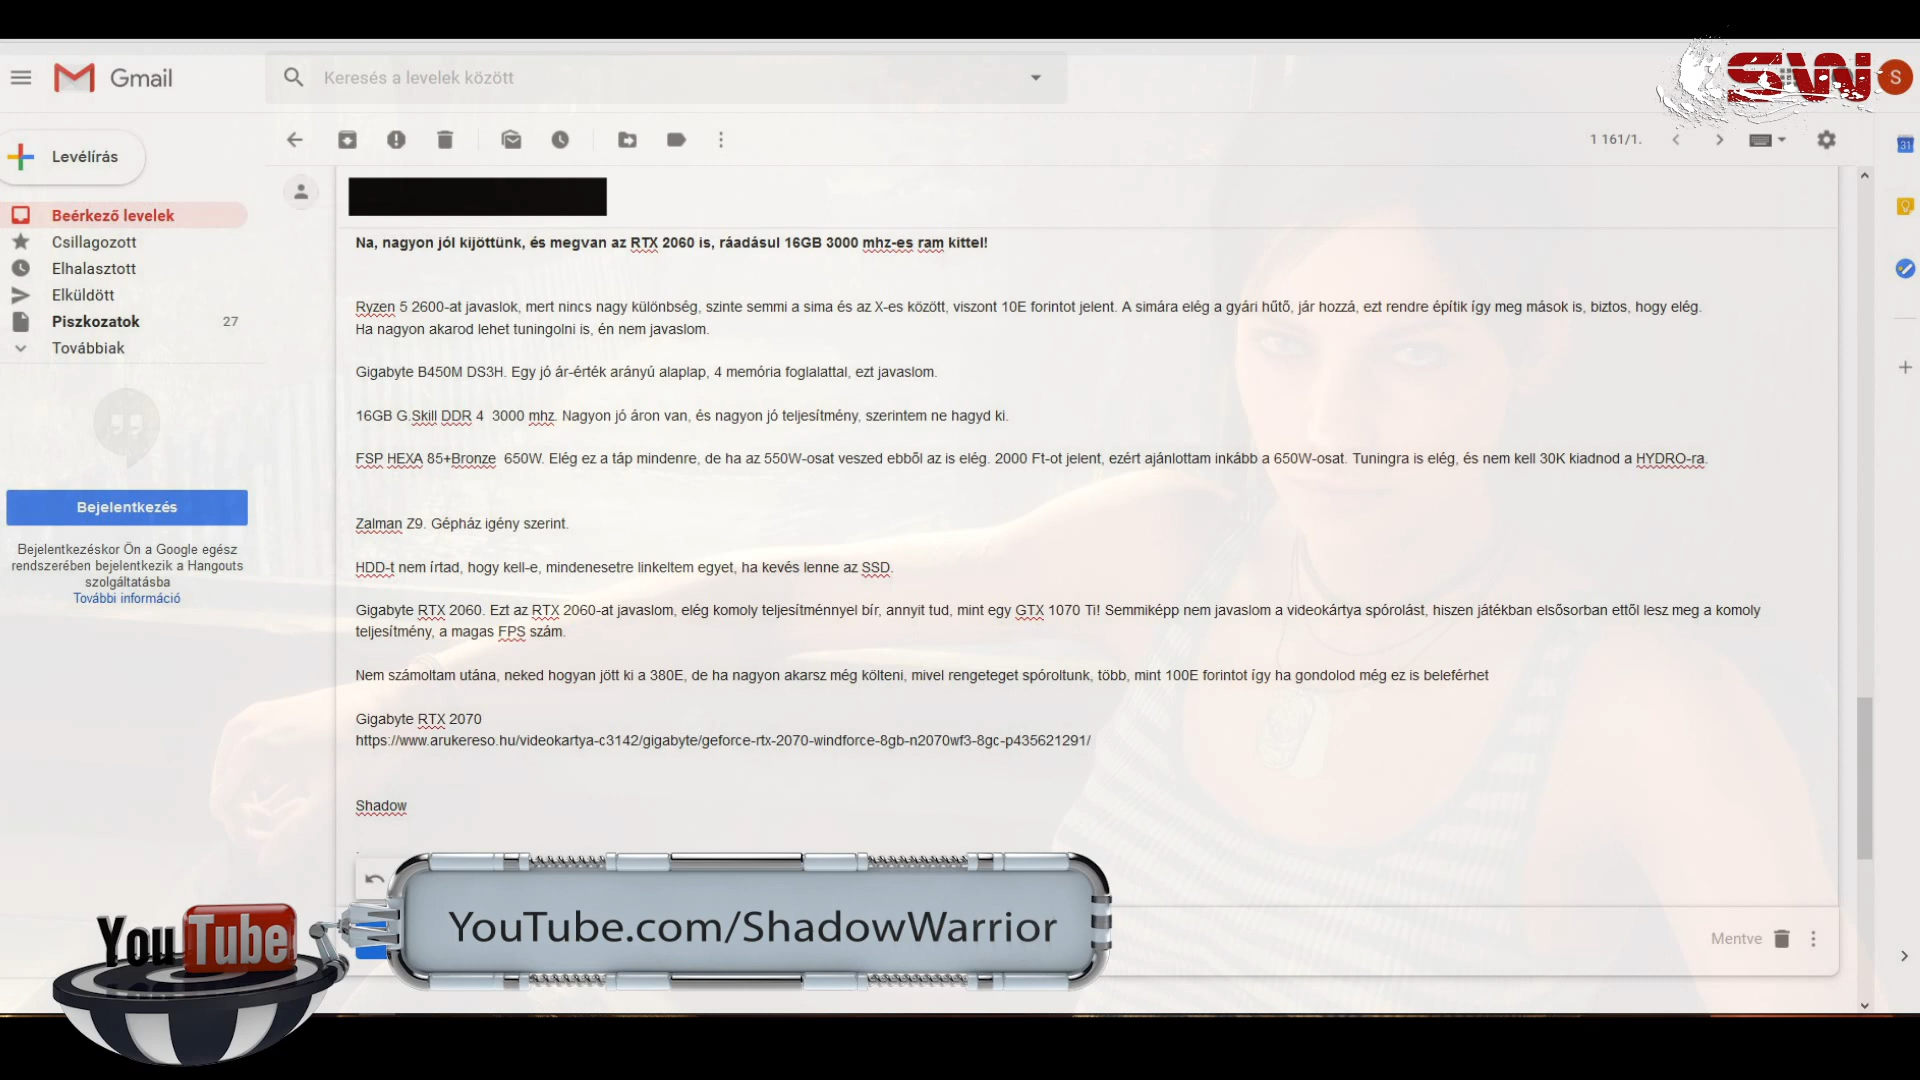 Gmail
Keresés a levelek között
SW
S
Levélírás
1 161/1.
31
Beérkező levelek
Csillagozott
Elhalasztott
Elküldött
Piszkozatok 27
Továbbiak
Bejelentkezés
Bejelentkezéskor Ön a Google egész
rendszerében bejelentkezik a Hangouts
szolgáltatásba
További információ
Na, nagyon jól kijöttünk, és megvan az RTX 2060 is, ráadásul 16GB 3000 mhz-es ram kittel!
Ryzen 5 2600-at javaslok, mert nincs nagy különbség, szinte semmi a sima és az X-es között, viszont 10E forintot jelent. A simára elég a gyári hűtő, jár hozzá, ezt rendre építik így meg mások is, biztos, hogy elég.
Ha nagyon akarod lehet tuningolni is, én nem javaslom.
Gigabyte B450M DS3H. Egy jó ár-érték arányú alaplap, 4 memória foglalattal, ezt javaslom.
16GB G.Skill DDR 4  3000 mhz. Nagyon jó áron van, és nagyon jó teljesítmény, szerintem ne hagyd ki.
FSP HEXA 85+Bronze  650W. Elég ez a táp mindenre, de ha az 550W-osat veszed ebből az is elég. 2000 Ft-ot jelent, ezért ajánlottam inkább a 650W-osat. Tuningra is elég, és nem kell 30K kiadnod a HYDRO-ra.
Zalman Z9. Gépház igény szerint.
HDD-t nem írtad, hogy kell-e, mindenesetre linkeltem egyet, ha kevés lenne az SSD.
Gigabyte RTX 2060. Ezt az RTX 2060-at javaslom, elég komoly teljesítménnyel bír, annyit tud, mint egy GTX 1070 Ti! Semmiképp nem javaslom a videokártya spórolást, hiszen játékban elsősorban ettől lesz meg a komoly
teljesítmény, a magas FPS szám.
Nem számoltam utána, neked hogyan jött ki a 380E, de ha nagyon akarsz még költeni, mivel rengeteget spóroltunk, több, mint 100E forintot így ha gondolod még ez is beleférhet
Gigabyte RTX 2070
https://www.arukereso.hu/videokartya-c3142/gigabyte/geforce-rtx-2070-windforce-8gb-n2070wf3-8gc-p435621291/
Shadow
YouTube
YouTube.com/ShadowWarrior
Mentve